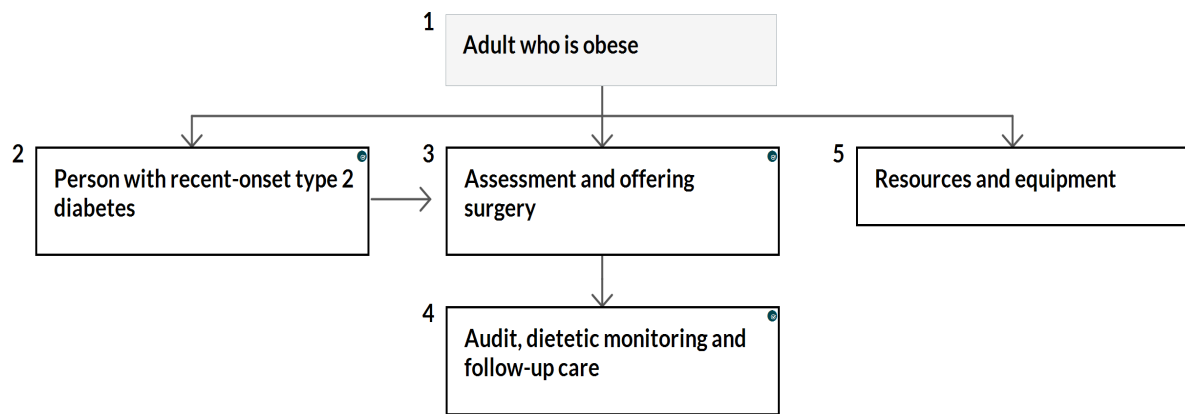 1
Adult who is obese
2
Person with recent-onset type 2
diabetes
3
Assessment and offering
surgery
5
Resources and equipment
4
Audit, dietetic monitoring and
follow-up care